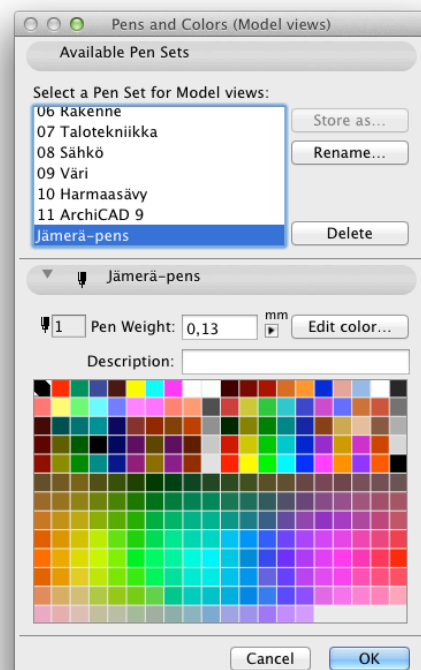 Pens and Colors (Model views)
Available Pen Sets
Select a Pen Set for Model views:
06 Rakenne
07 Talotekniikka
08 Sähkö
09 Väri
10 Harmaasävy
11 ArchiCAD 9
Jämerä-pens
Store as...
Rename...
Delete
Jämerä-pens
1 Pen Weight: 0,13 mm Edit color...
Description:
Cancel OK